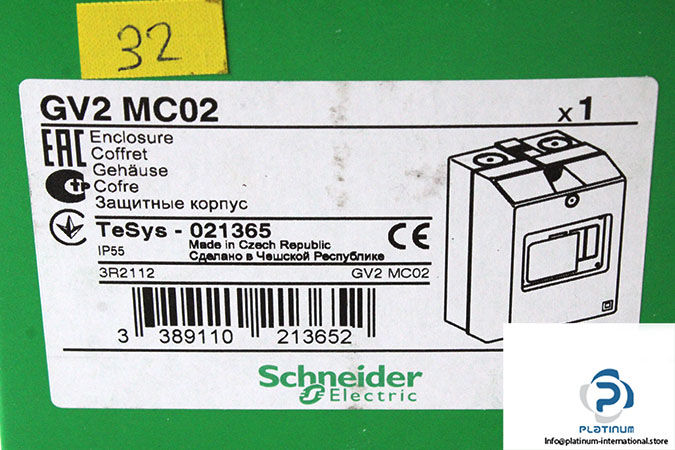 32
GV2 MC02 x 1
EAC Enclosure
Coffret
Gehäuse
Cofre
Защитные корпус
TeSys - 021365
IP55 Made in Czech Republic
Сделано в Чешской Республике
CE
3R2112 GV2 MC02
3 389110 213652
Schneider
Electric
PLATINUM
info@platinum-international.store